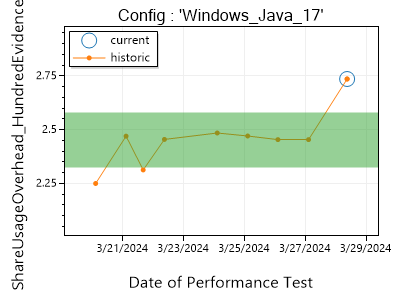 Config : 'Windows_Java_17'
current
historic
ShareUsageOverhead_HundredEvidence
2.75
2.5
2.25
3/21/2024
3/23/2024
3/25/2024
3/27/2024
3/29/2024
Date of Performance Test